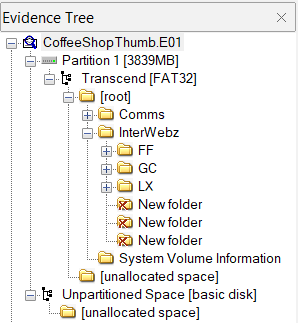 Evidence Tree
CoffeeShopThumb.E01
Partition 1 [3839MB]
Transcend [FAT32]
[root]
Comms
InterWebz
FF
GC
LX
New folder
New folder
New folder
System Volume Information
[unallocated space]
Unpartitioned Space [basic disk]
[unallocated space]